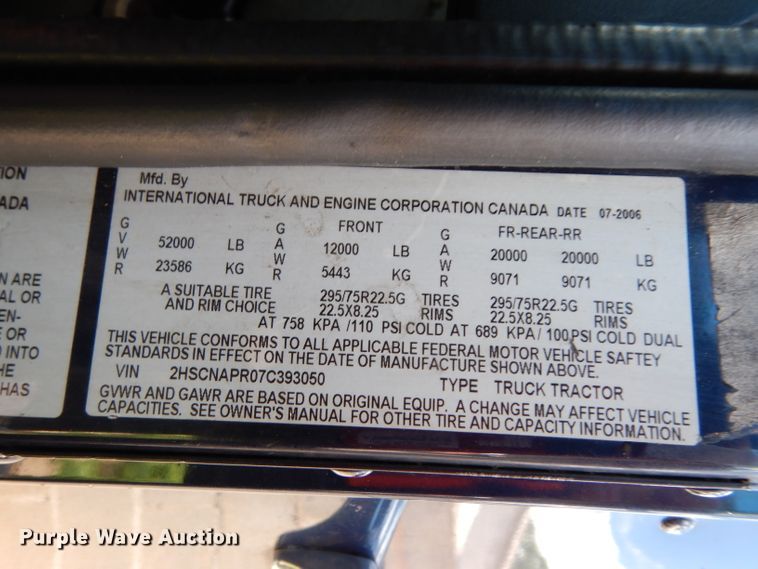 ION
ADA
ON ARE
AL OR
EN-
E OR
INTO
THE
HAS
Mfd. By
INTERNATIONAL TRUCK AND ENGINE CORPORATION CANADA DATE 07-2006
GVWR 52000 LB GAWR FRONT 12000 LB GAWR FR-REAR-RR 20000 20000 LB
23586 KG 5443 KG 9071 9071 KG
A SUITABLE TIRE 295/75R22.5G TIRES 295/75R22.5G TIRES
AND RIM CHOICE 22.5X8.25 RIMS 22.5X8.25 RIMS
AT 758 KPA /110 PSI COLD AT 689 KPA/ 100 PSI COLD DUAL
THIS VEHICLE CONFORMS TO ALL APPLICABLE FEDERAL MOTOR VEHICLE SAFTEY
STANDARDS IN EFFECT ON THE DATE OF MANUFACTURE SHOWN ABOVE.
VIN 2HSCNAPR07C393050 TYPE TRUCK TRACTOR
GVWR AND GAWR ARE BASED ON ORIGINAL EQUIP. A CHANGE MAY AFFECT VEHICLE
CAPACITIES. SEE OWNER'S MANUAL FOR OTHER TIRE AND CAPACITY INFORMATION.
Purple Wave Auction